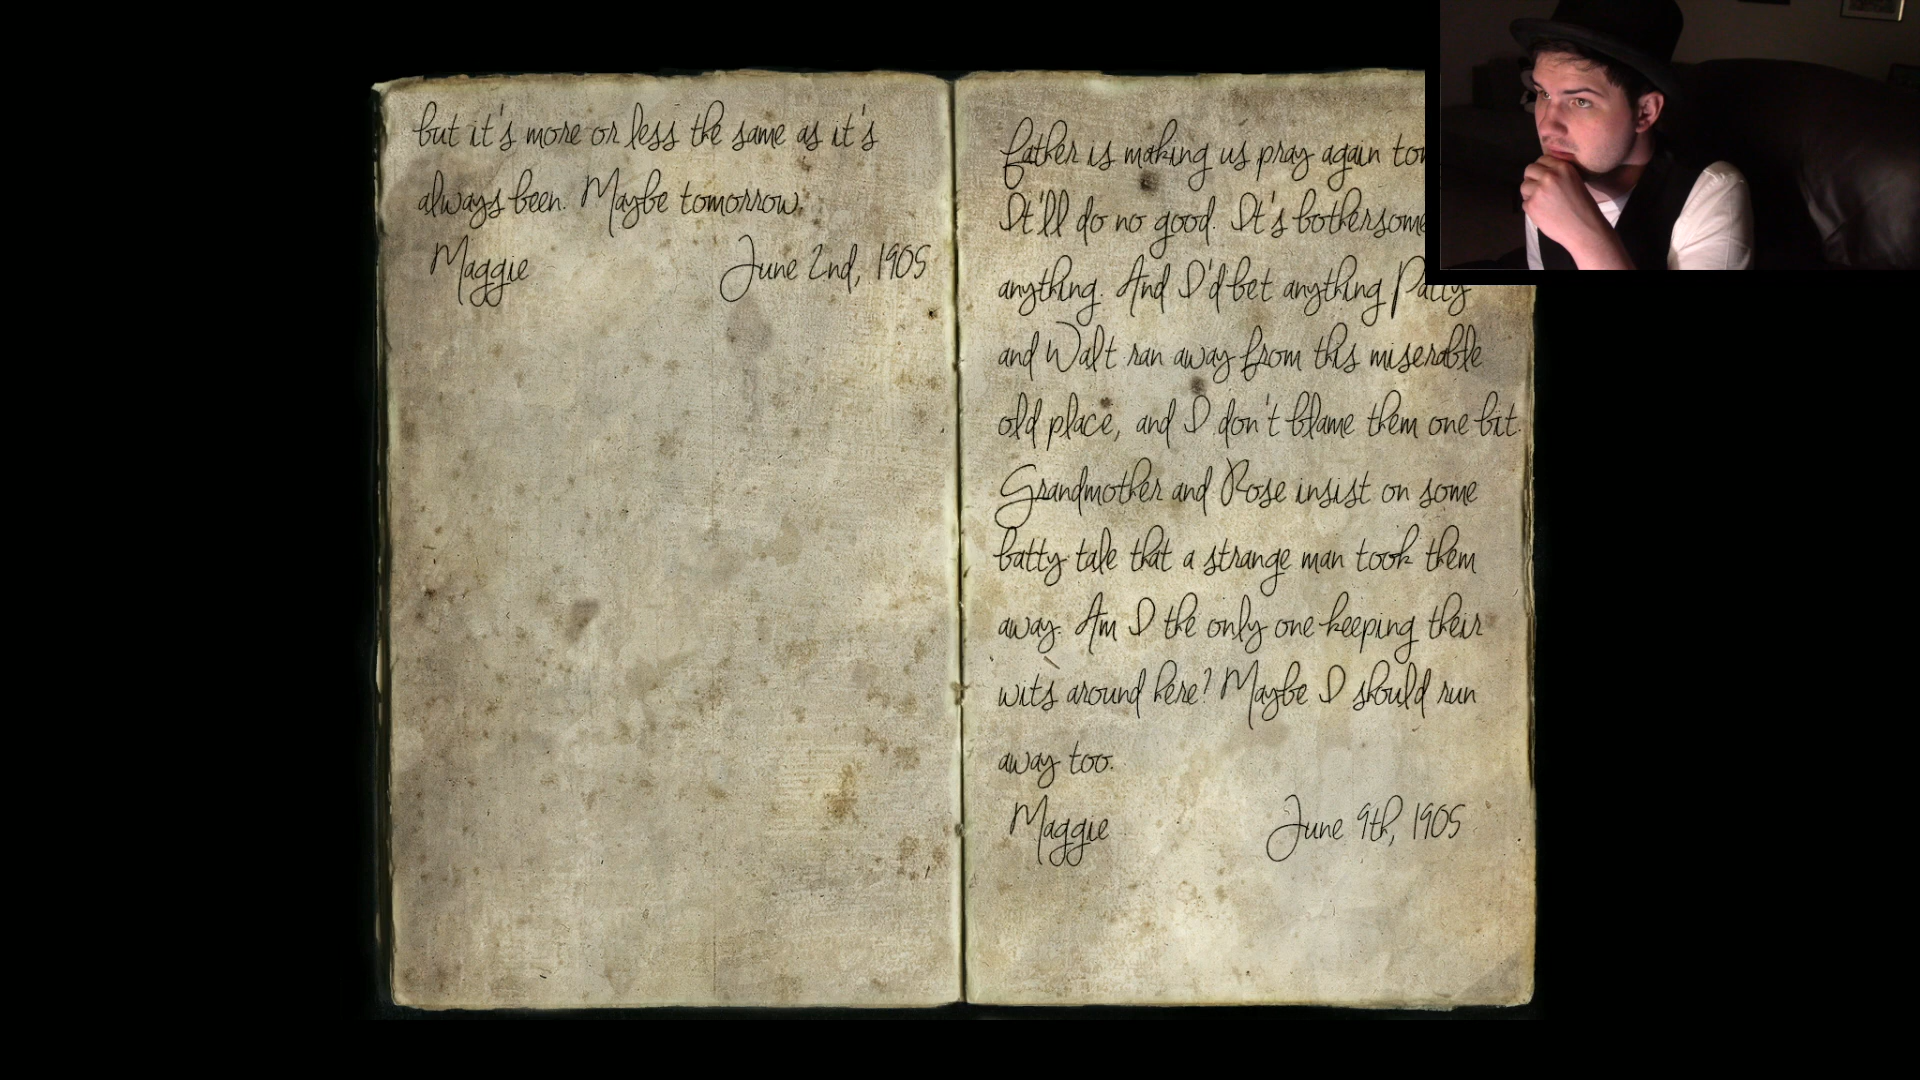 but it's more or less the same as it's
always been. Maybe tomorrow.
Maggie June 2nd, 1905
Father is making us pray again
It'll do no good. It's bothersome
anything. And I'd bet anything Patty
and Walt ran away from this miserable
old place, and I don't blame them one bit.
Grandmother and Rose insist on some
batty tale that a strange man took them
away. Am I the only one keeping their
wits around here? Maybe I should run
away too.
Maggie June 9th, 1905